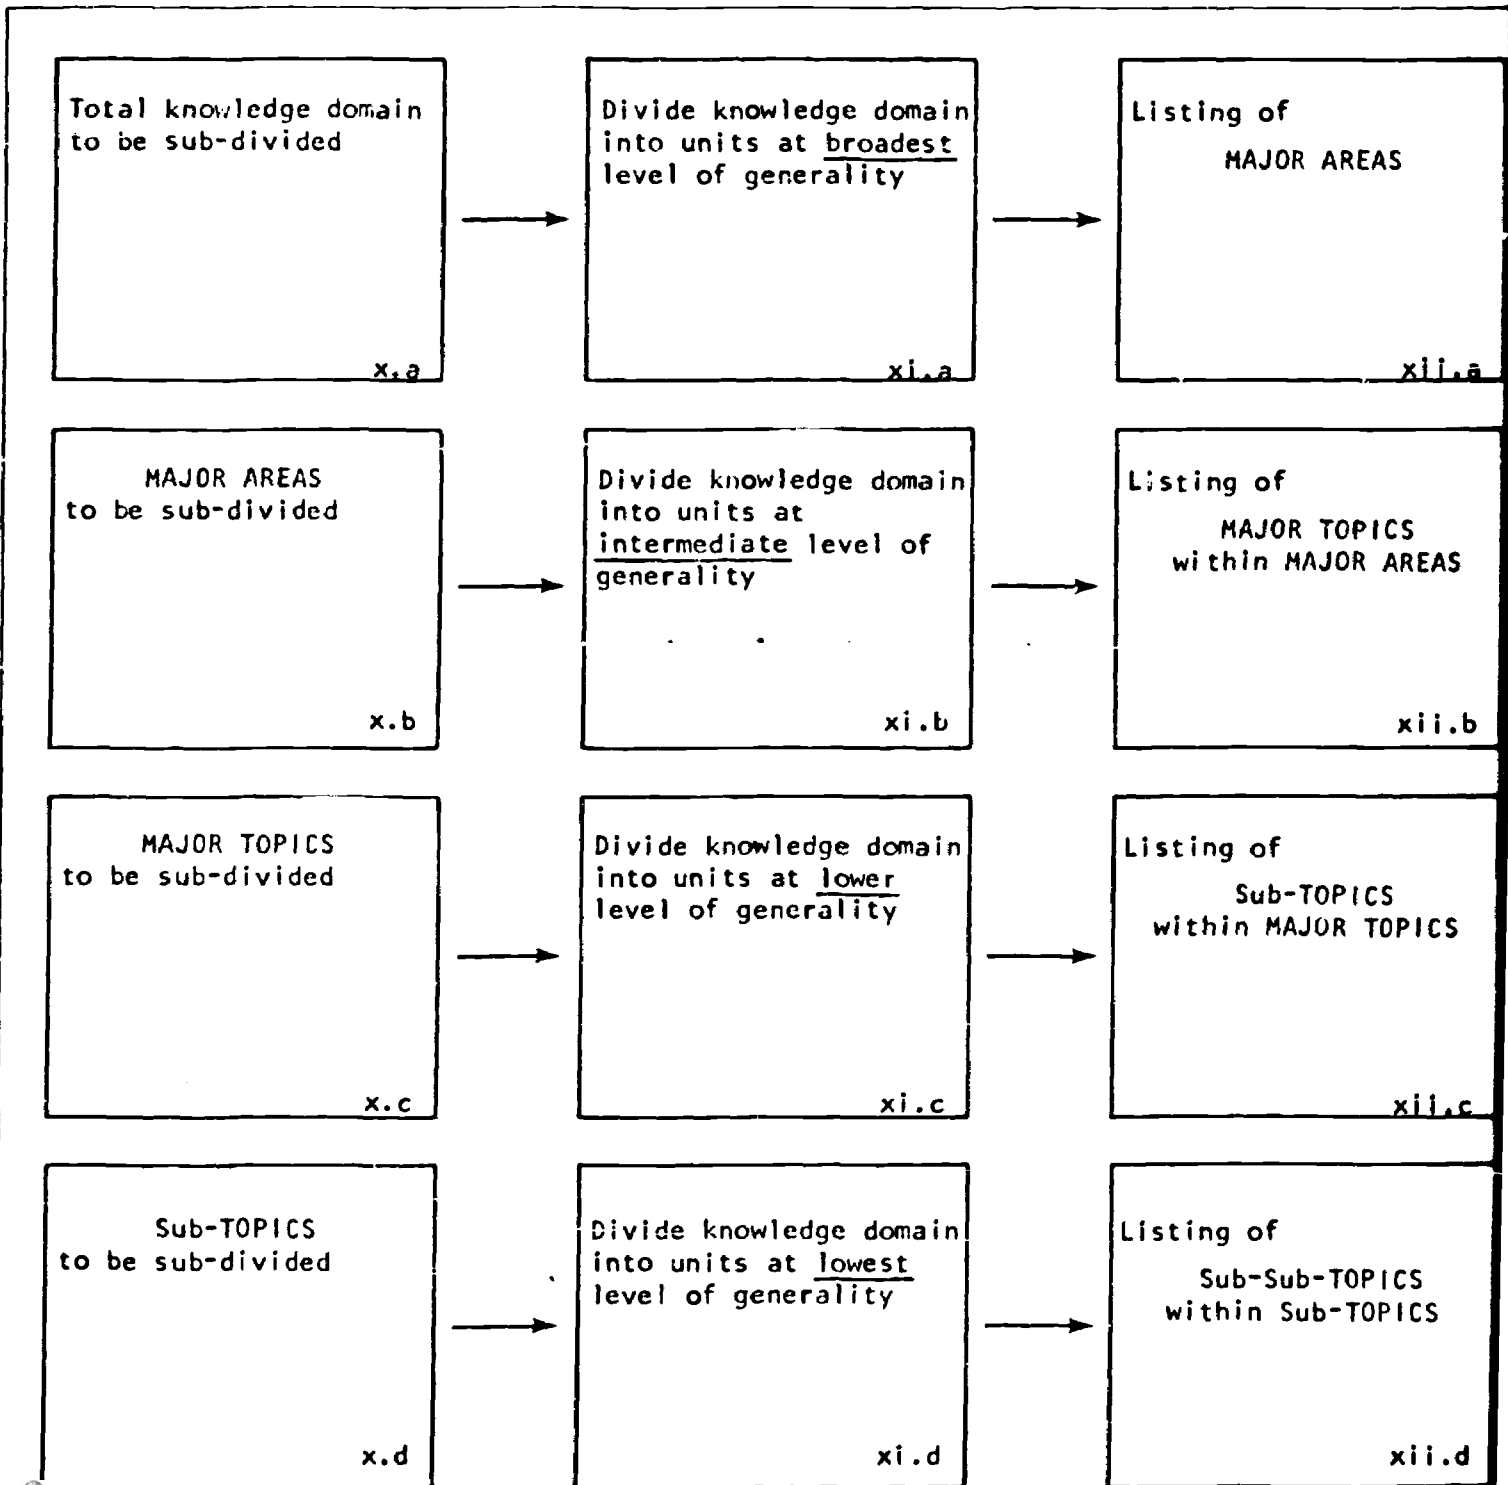 Total knowledge domain
to be sub-divided
x.a
Divide knowledge domain
into units at broadest
level of generality
xi.a
Listing of
MAJOR AREAS
xii.a
MAJOR AREAS
to be sub-divided
x.b
Divide knowledge domain
into units at
intermediate level of
generality
xi.b
Listing of
MAJOR TOPICS
within MAJOR AREAS
xii.b
MAJOR TOPICS
to be sub-divided
x.c
Divide knowledge domain
into units at lower
level of generality
xi.c
Listing of
Sub-TOPICS
within MAJOR TOPICS
xii.c
Sub-TOPICS
to be sub-divided
x.d
Divide knowledge domain
into units at lowest
level of generality
xi.d
Listing of
Sub-Sub-TOPICS
within Sub-TOPICS
xii.d